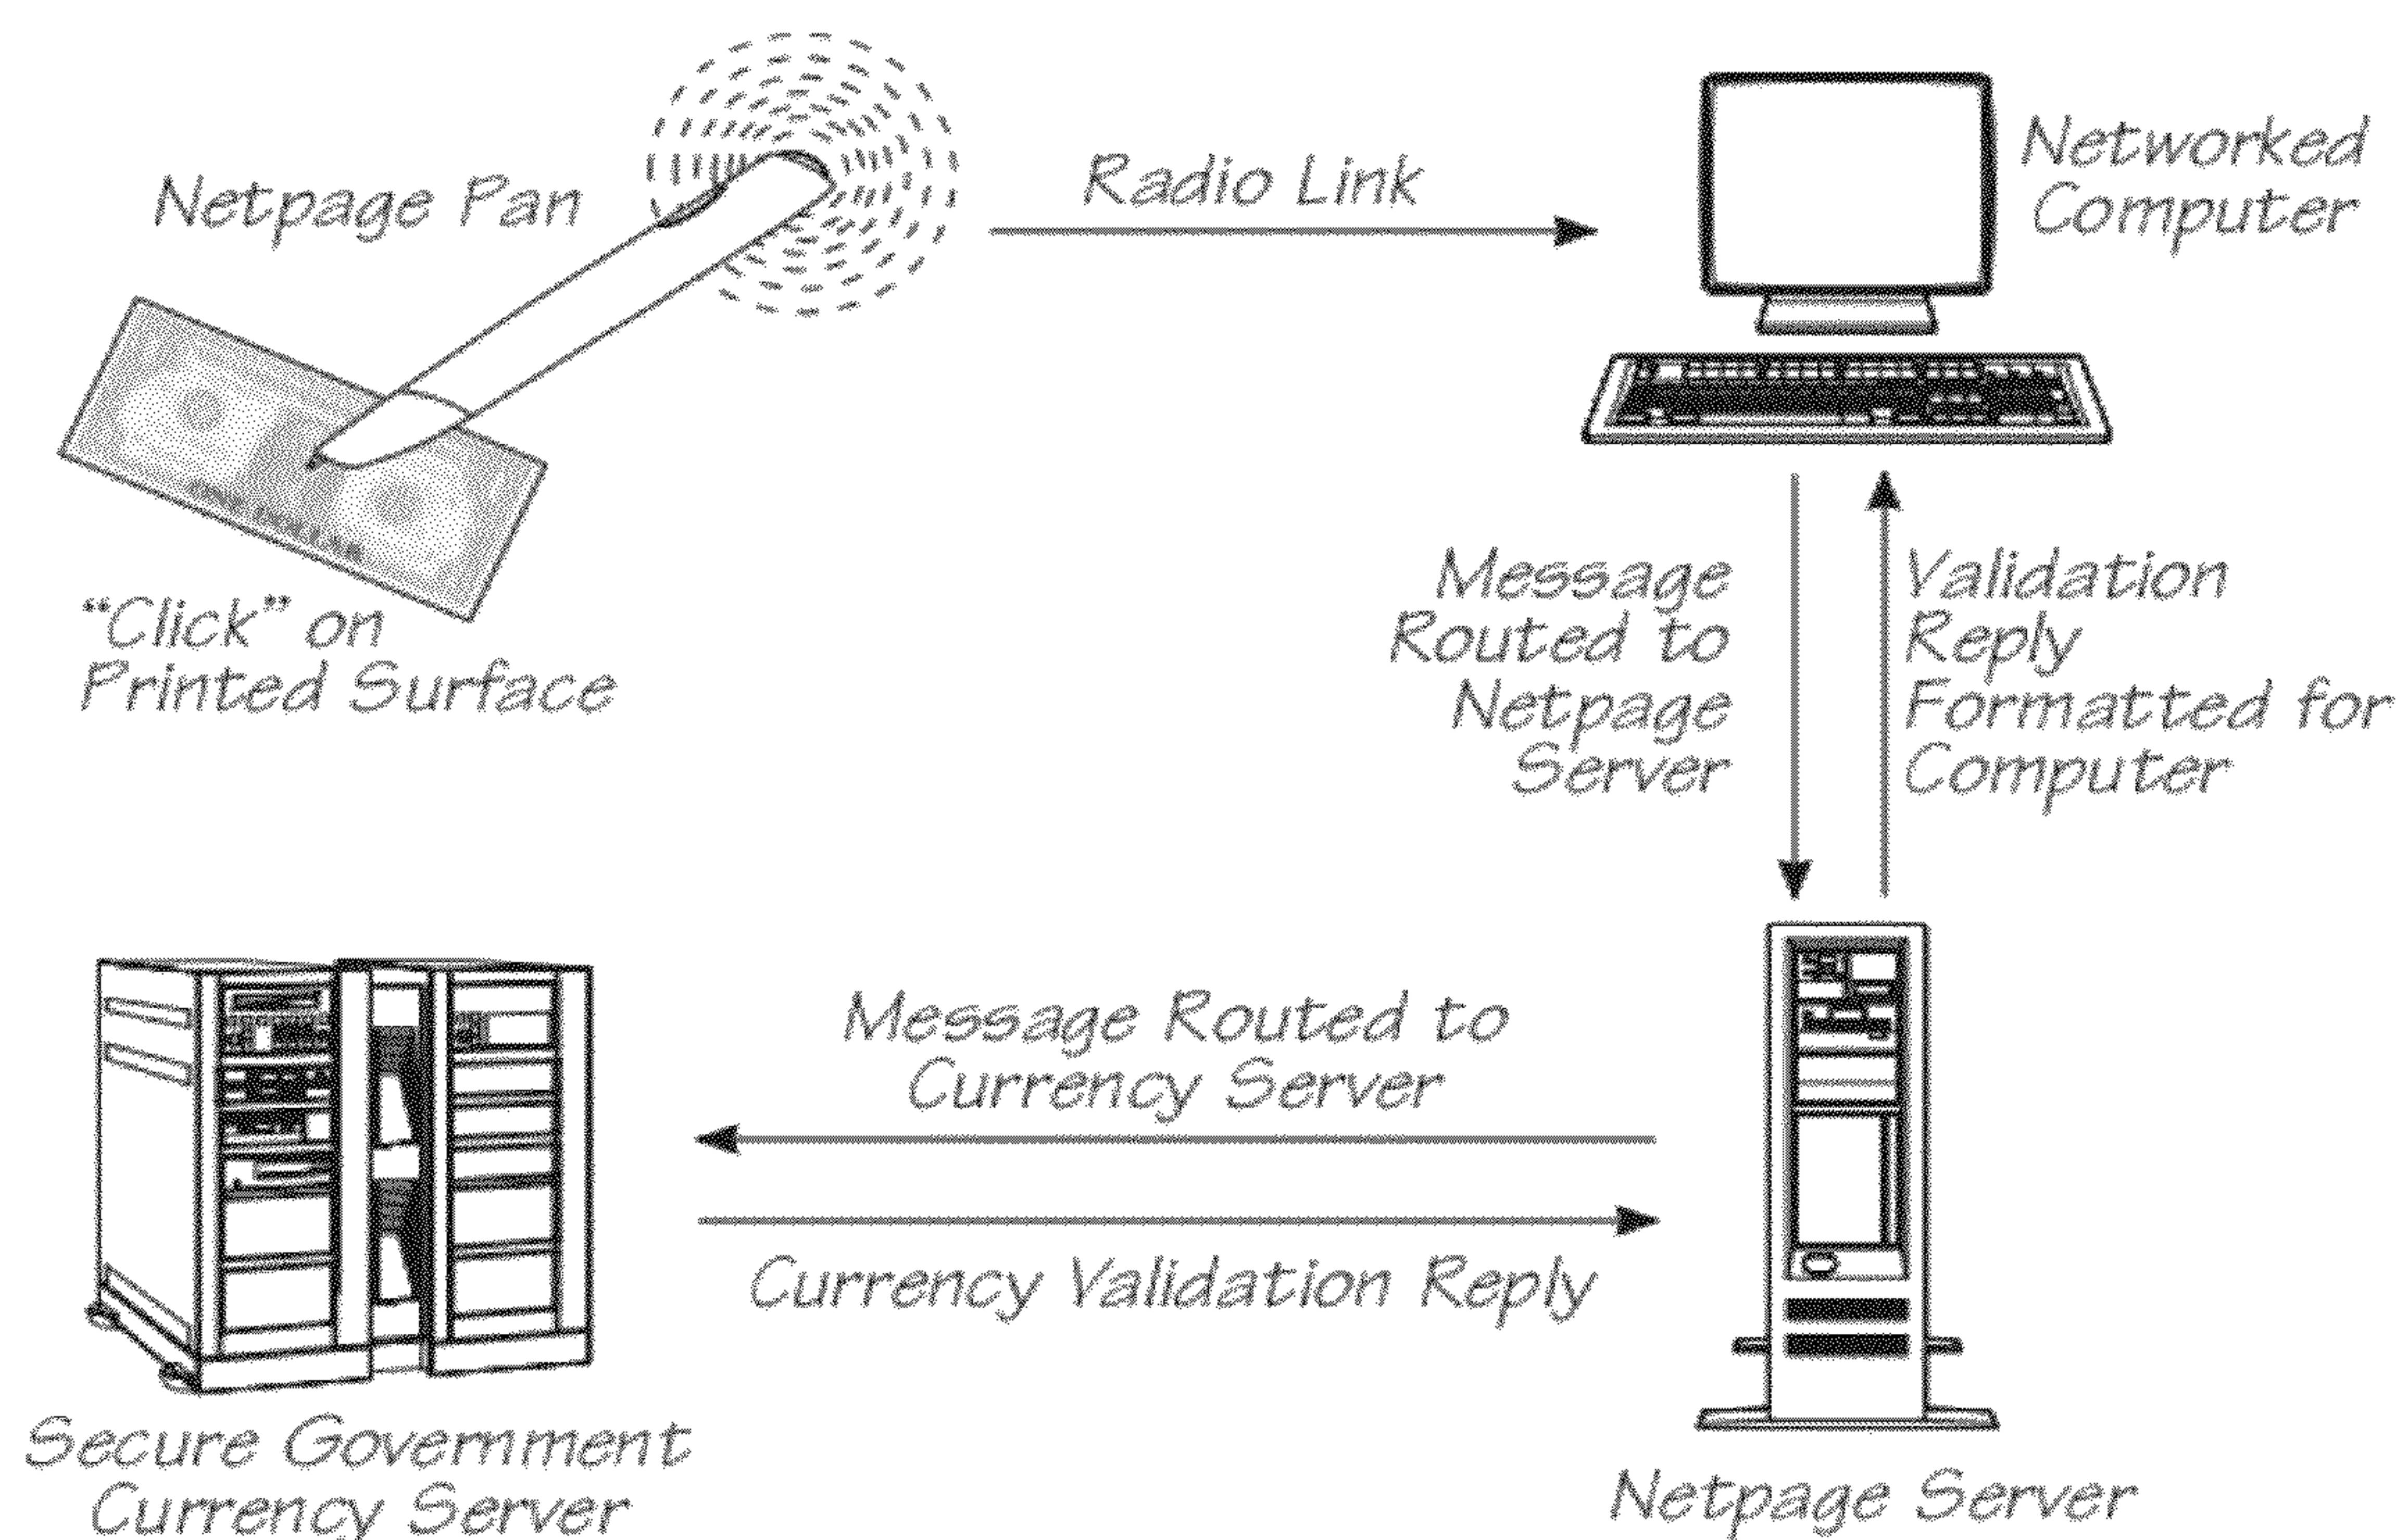 Netpage Pan
Radio Link
Networked
Computer
"Click" on
Printed Surface
Message
Routed to
Netpage
Server
Validation
Reply
Formatted for
Computer
Message Routed to
Currency Server
Currency Validation Reply
Secure Government
Currency Server
Netpage Server